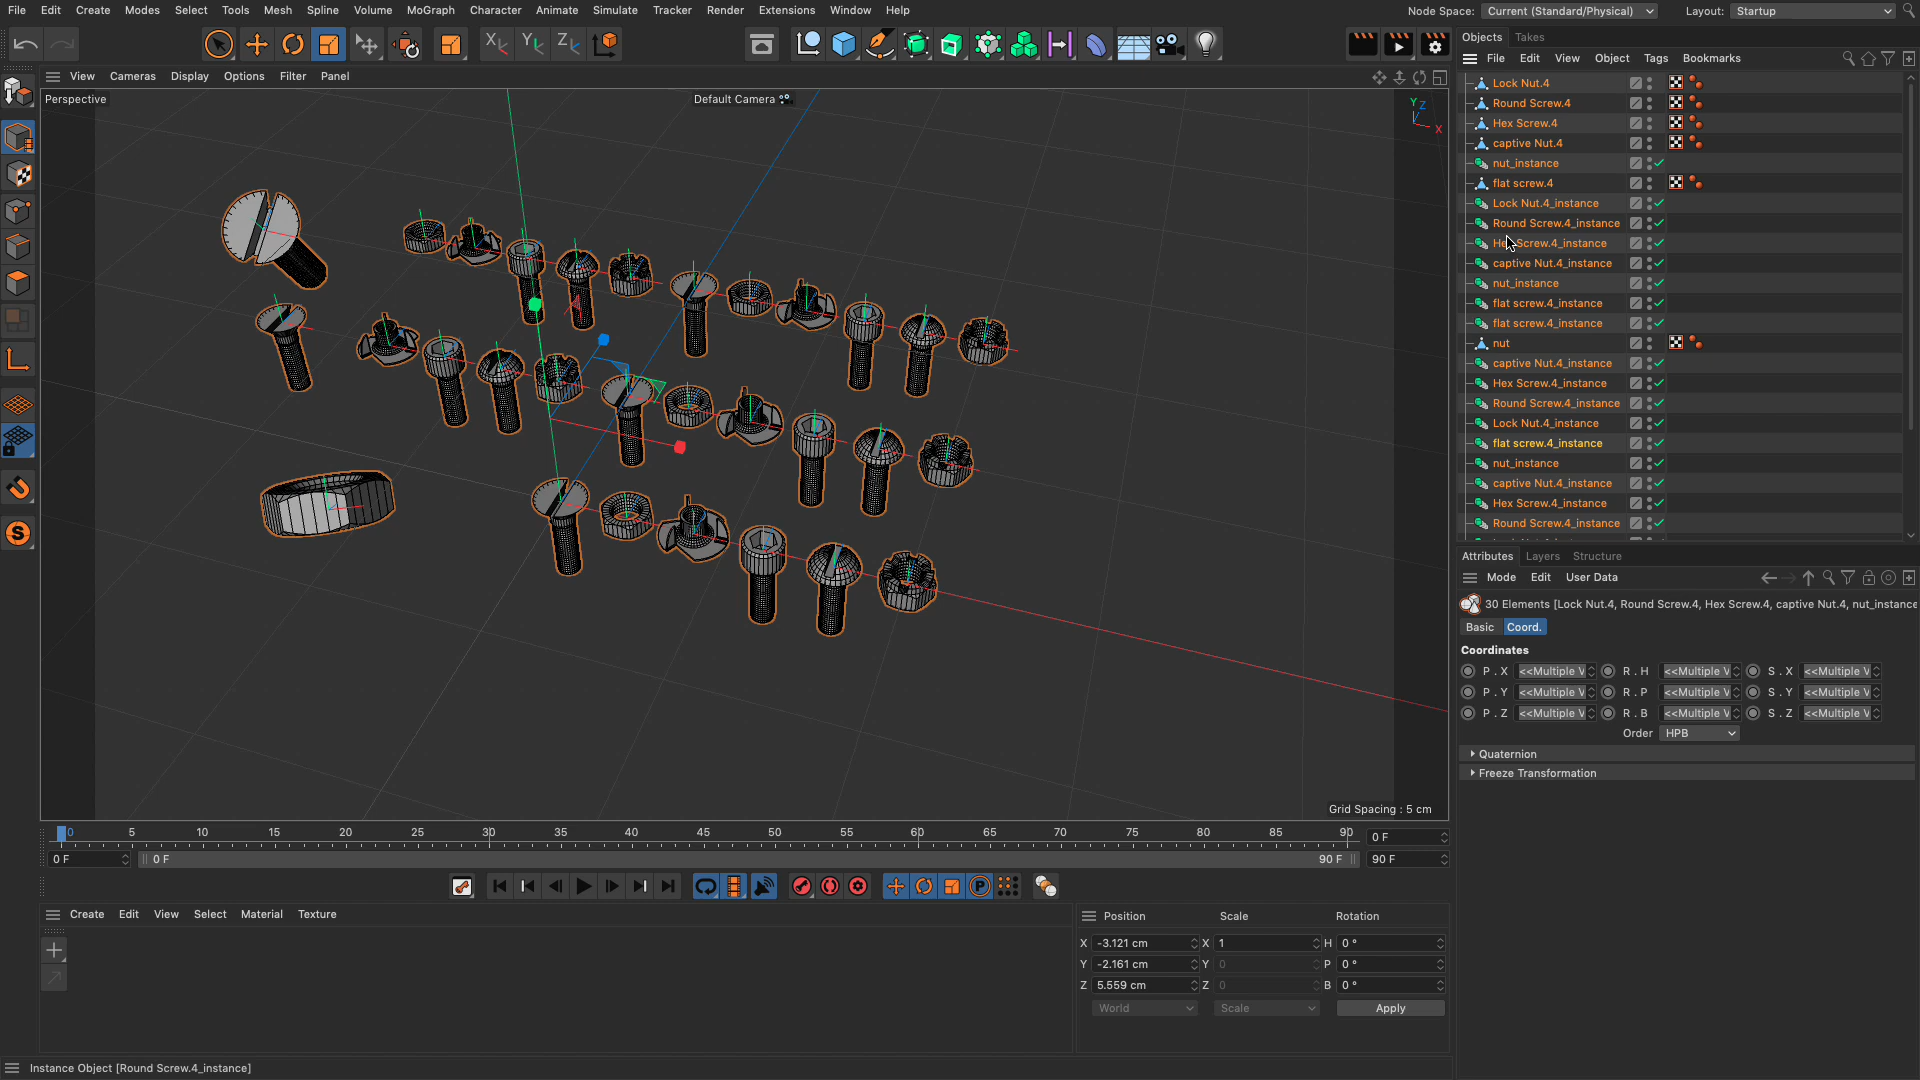 File Edit Create Modes Select Tools Mesh Spline Volume MoGraph Character Animate Simulate Tracker Render Extensions Window Help
Node Space: Current (Standard/Physical) Layout: Startup
X Y Z
Objects Takes
View Cameras Display Options Filter Panel
File Edit View Object Tags Bookmarks
Perspective
Default Camera
Y Z
X
Lock Nut.4
Round Screw.4
Hex Screw.4
captive Nut.4
nut_instance
flat screw.4
Lock Nut.4_instance
Round Screw.4_instance
Hex Screw.4_instance
captive Nut.4_instance
nut_instance
flat screw.4_instance
flat screw.4_instance
nut
captive Nut.4_instance
Hex Screw.4_instance
Round Screw.4_instance
Lock Nut.4_instance
flat screw.4_instance
nut_instance
captive Nut.4_instance
Hex Screw.4_instance
Round Screw.4_instance
Attributes Layers Structure
Mode Edit User Data
30 Elements [Lock Nut.4, Round Screw.4, Hex Screw.4, captive Nut.4, nut_instance
Basic Coord.
Coordinates
P . X <<Multiple V R . H <<Multiple V S . X <<Multiple V
P . Y <<Multiple V R . P <<Multiple V S . Y <<Multiple V
P . Z <<Multiple V R . B <<Multiple V S . Z <<Multiple V
Order HPB
Quaternion
Freeze Transformation
Grid Spacing : 5 cm
0 5 10 15 20 25 30 35 40 45 50 55 60 65 70 75 80 85 90
0 F
0 F 0 F 90 F 90 F
P
Create Edit View Select Material Texture
Position Scale Rotation
X -3.121 cm X 1 H 0 °
Y -2.161 cm Y 0 P 0 °
Z 5.559 cm Z 0 B 0 °
World Scale Apply
Instance Object [Round Screw.4_instance]